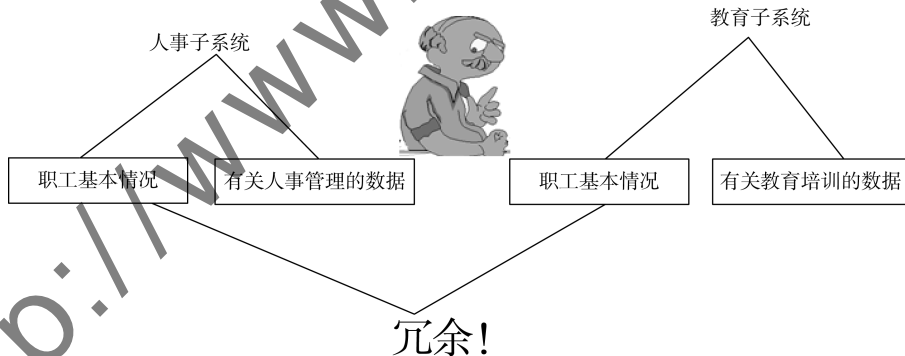 人事子系统
教育子系统
职工基本情况
有关人事管理的数据
职工基本情况
有关教育培训的数据
冗余!
p://www